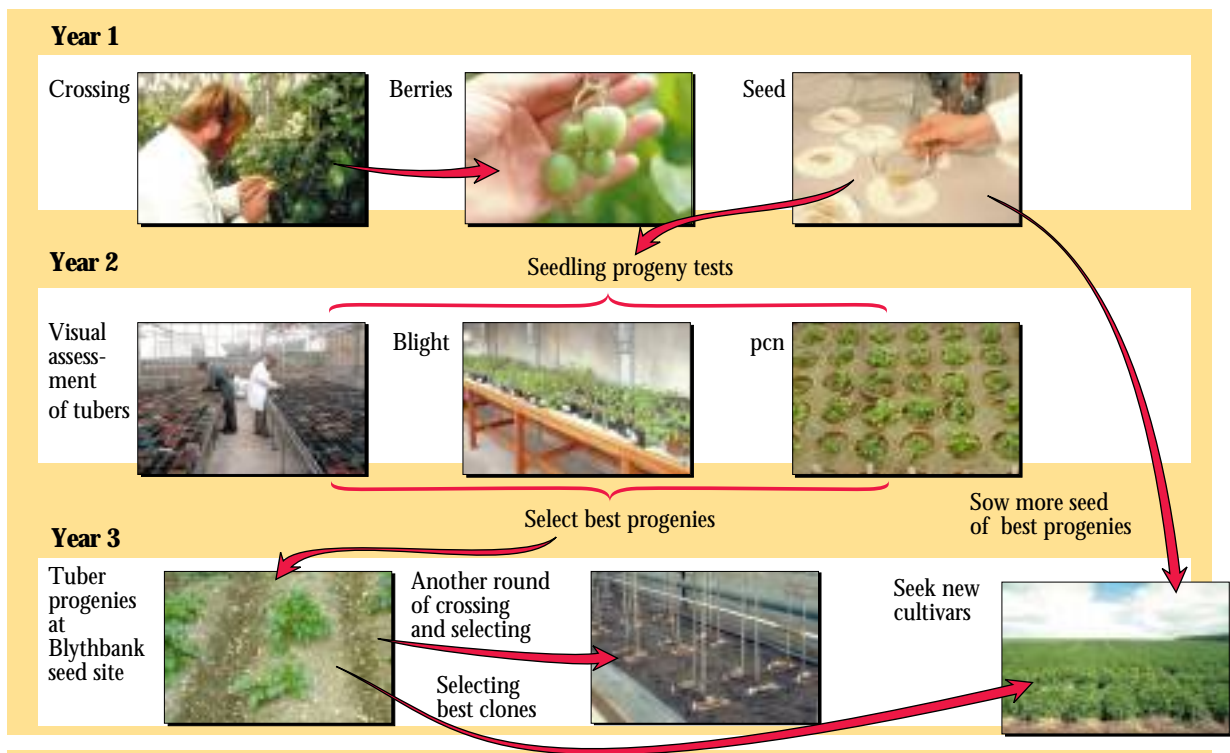 Year 1
Crossing
Berries
Seed
Year 2
Seedling progeny tests
Visual
assess-
ment
of tubers
Blight
pcn
Select best progenies
Sow more seed
of best progenies
Year 3
Tuber
progenies
at
Blythbank
seed site
Another round
of crossing
and selecting
Selecting
best clones
Seek new
cultivars